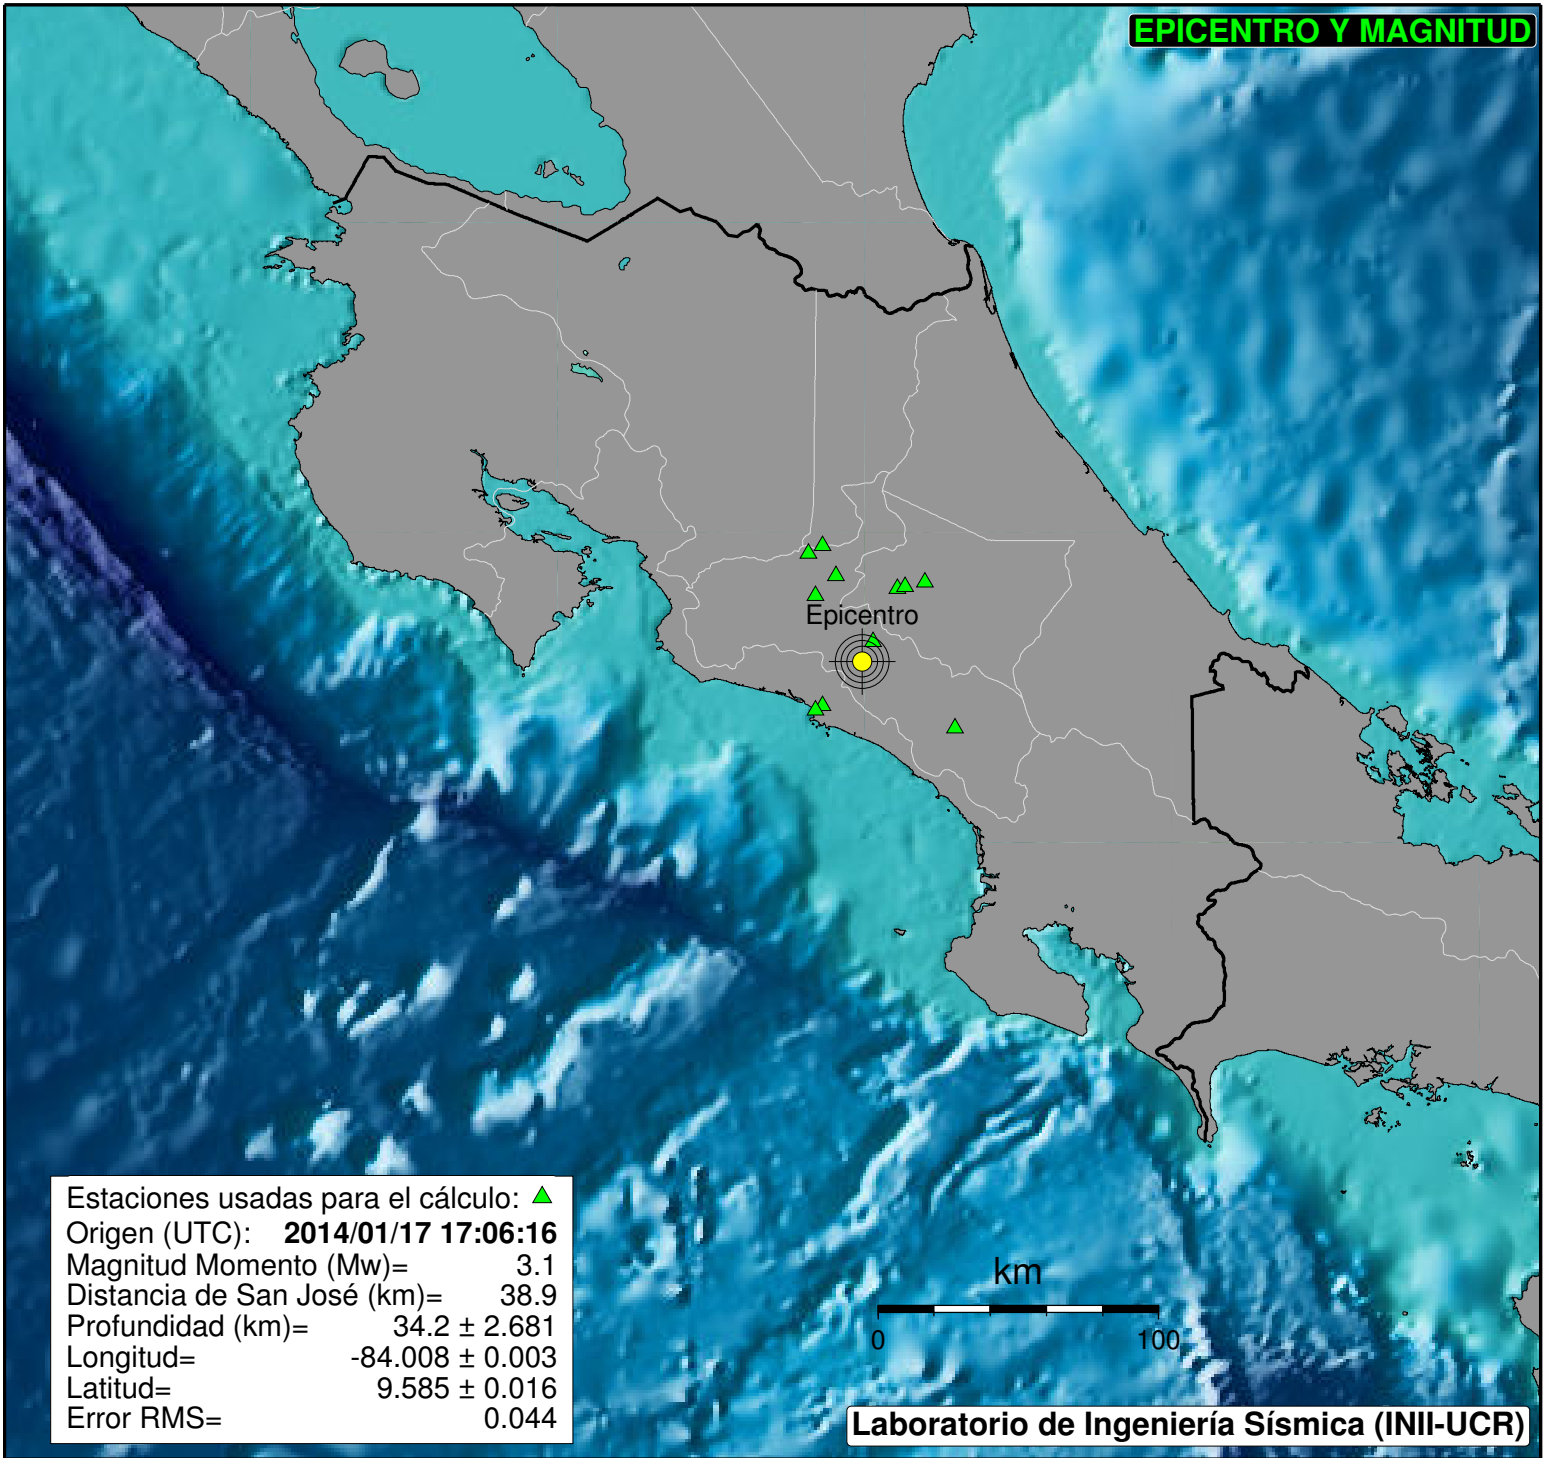 EPICENTRO Y MAGNITUD
Epicentro
Estaciones usadas para el cálculo:
Origen (UTC): 2014/01/17 17:06:16
Magnitud Momento (Mw)= 3.1
Distancia de San José (km)= 38.9
Profundidad (km)= 34.2 ± 2.681
Longitud= -84.008 ± 0.003
Latitud= 9.585 ± 0.016
Error RMS= 0.044
km
0 100
Laboratorio de Ingeniería Sísmica (INII-UCR)